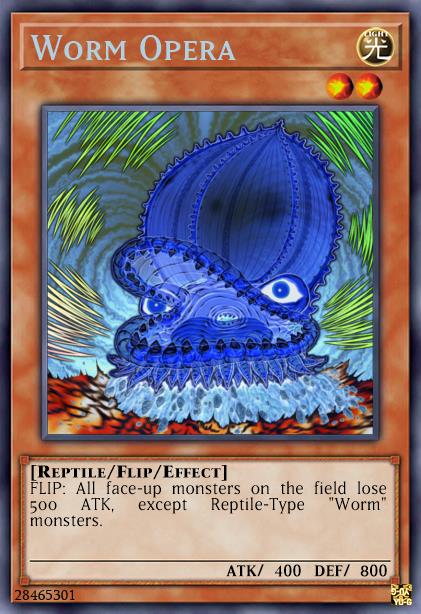 Worm Opera
LIGHT
光
[Reptile/Flip/Effect]
FLIP: All face-up monsters on the field lose
500 ATK, except Reptile-Type "Worm"
monsters.
ATK/ 400 DEF/ 800
28465301